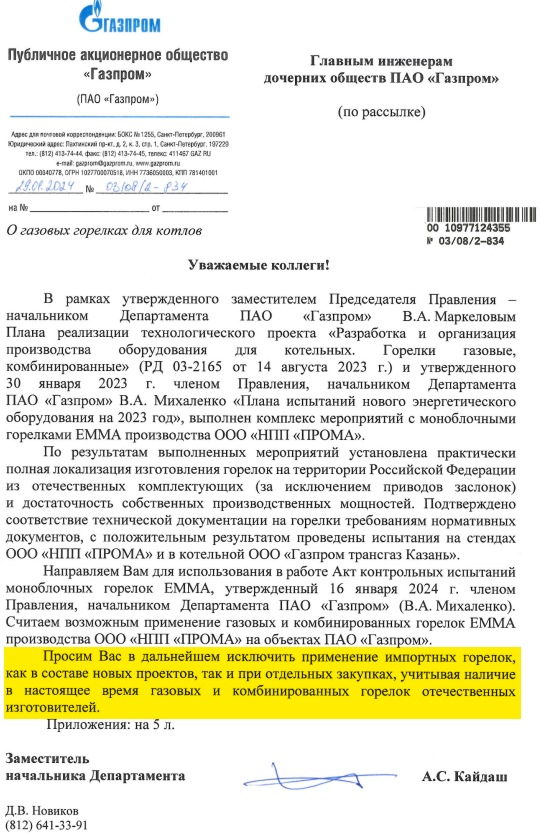 ГАЗПРОМ
Публичное акционерное общество
«Газпром»
(ПАО «Газпром»)
Адрес для почтовой корреспонденции: БОКС № 1255, Санкт-Петербург, 200961
Юридический адрес: Лахтинский пр-кт, д. 2, к. 3, стр. 1, Санкт-Петербург, 197229
тел.: (812) 413-74-44, факс: (812) 413-74-45, телекс: 411467 GAZ RU
e-mail: gazprom@gazprom.ru, www.gazprom.ru
ОКПО 00040778, ОГРН 1027700070518, ИНН 7736050003, КПП 781401001
29.01.2024 № 03/08/2-834
на № от
О газовых горелках для котлов
Главным инженерам
дочерних обществ ПАО «Газпром»
(по рассылке)
00 10977124355
№ 03/08/2-834
Уважаемые коллеги!
В рамках утвержденного заместителем Председателя Правления –
начальником Департамента ПАО «Газпром» В.А. Маркеловым
Плана реализации технологического проекта «Разработка и организация
производства оборудования для котельных. Горелки газовые,
комбинированные» (РД 03-2165 от 14 августа 2023 г.) и утвержденного
30 января 2023 г. членом Правления, начальником Департамента
ПАО «Газпром» В.А. Михаленко «Плана испытаний нового энергетического
оборудования на 2023 год», выполнен комплекс мероприятий с моноблочными
горелками ЕММА производства ООО «НПП «ПРОМА».
По результатам выполненных мероприятий установлена практически
полная локализация изготовления горелок на территории Российской Федерации
из отечественных комплектующих (за исключением приводов заслонок)
и достаточность собственных производственных мощностей. Подтверждено
соответствие технической документации на горелки требованиям нормативных
документов, с положительным результатом проведены испытания на стендах
ООО «НПП «ПРОМА» и в котельной ООО «Газпром трансгаз Казань».
Направляем Вам для использования в работе Акт контрольных испытаний
моноблочных горелок ЕММА, утвержденный 16 января 2024 г. членом
Правления, начальником Департамента ПАО «Газпром» (В.А. Михаленко).
Считаем возможным применение газовых и комбинированных горелок ЕММА
производства ООО «НПП «ПРОМА» на объектах ПАО «Газпром».
Просим Вас в дальнейшем исключить применение импортных горелок,
как в составе новых проектов, так и при отдельных закупках, учитывая наличие
в настоящее время газовых и комбинированных горелок отечественных
изготовителей.
Приложения: на 5 л.
Заместитель
начальника Департамента
А.С. Кайдаш
Д.В. Новиков
(812) 641-33-91